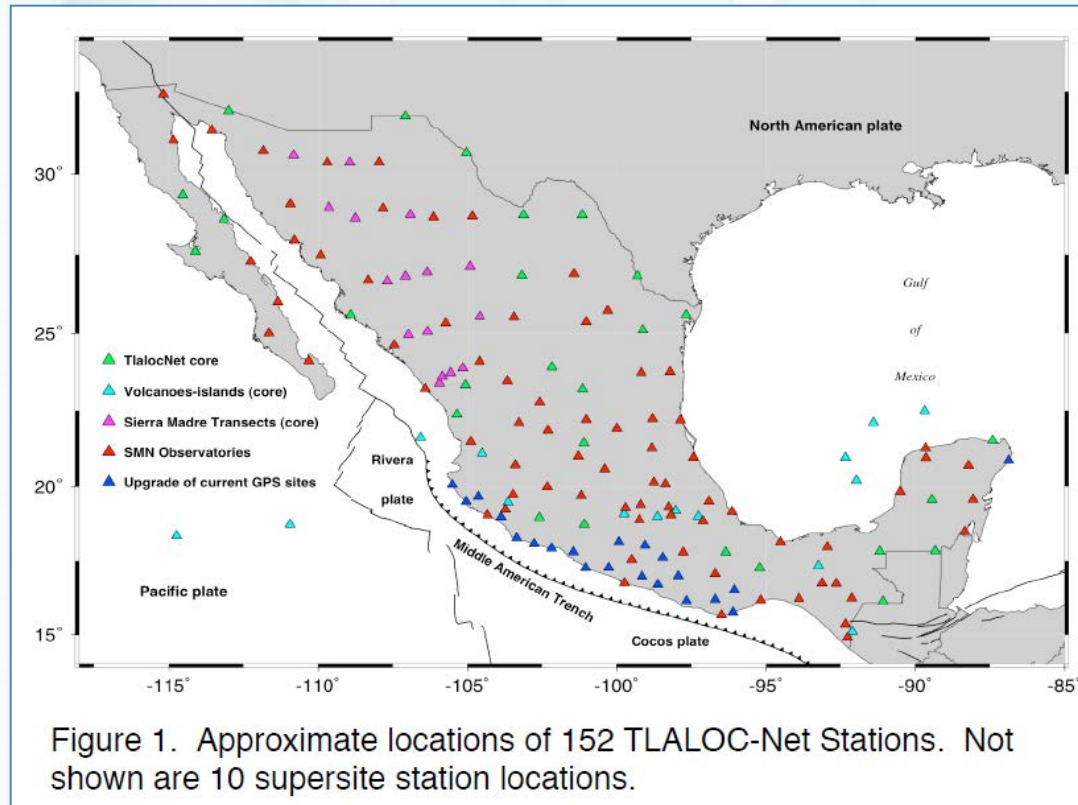 North American plate
30°
Gulf
of
Mexico
25°
TlalocNet core
Volcanoes-islands (core)
Sierra Madre Transects (core)
SMN Observatories
Upgrade of current GPS sites
Rivera
plate
20°
Middle American Trench
Pacific plate
Cocos plate
15°
-115°
-110°
-105°
-100°
-95°
-90°
-85°
Figure 1. Approximate locations of 152 TLALOC-Net Stations. Not
shown are 10 supersite station locations.